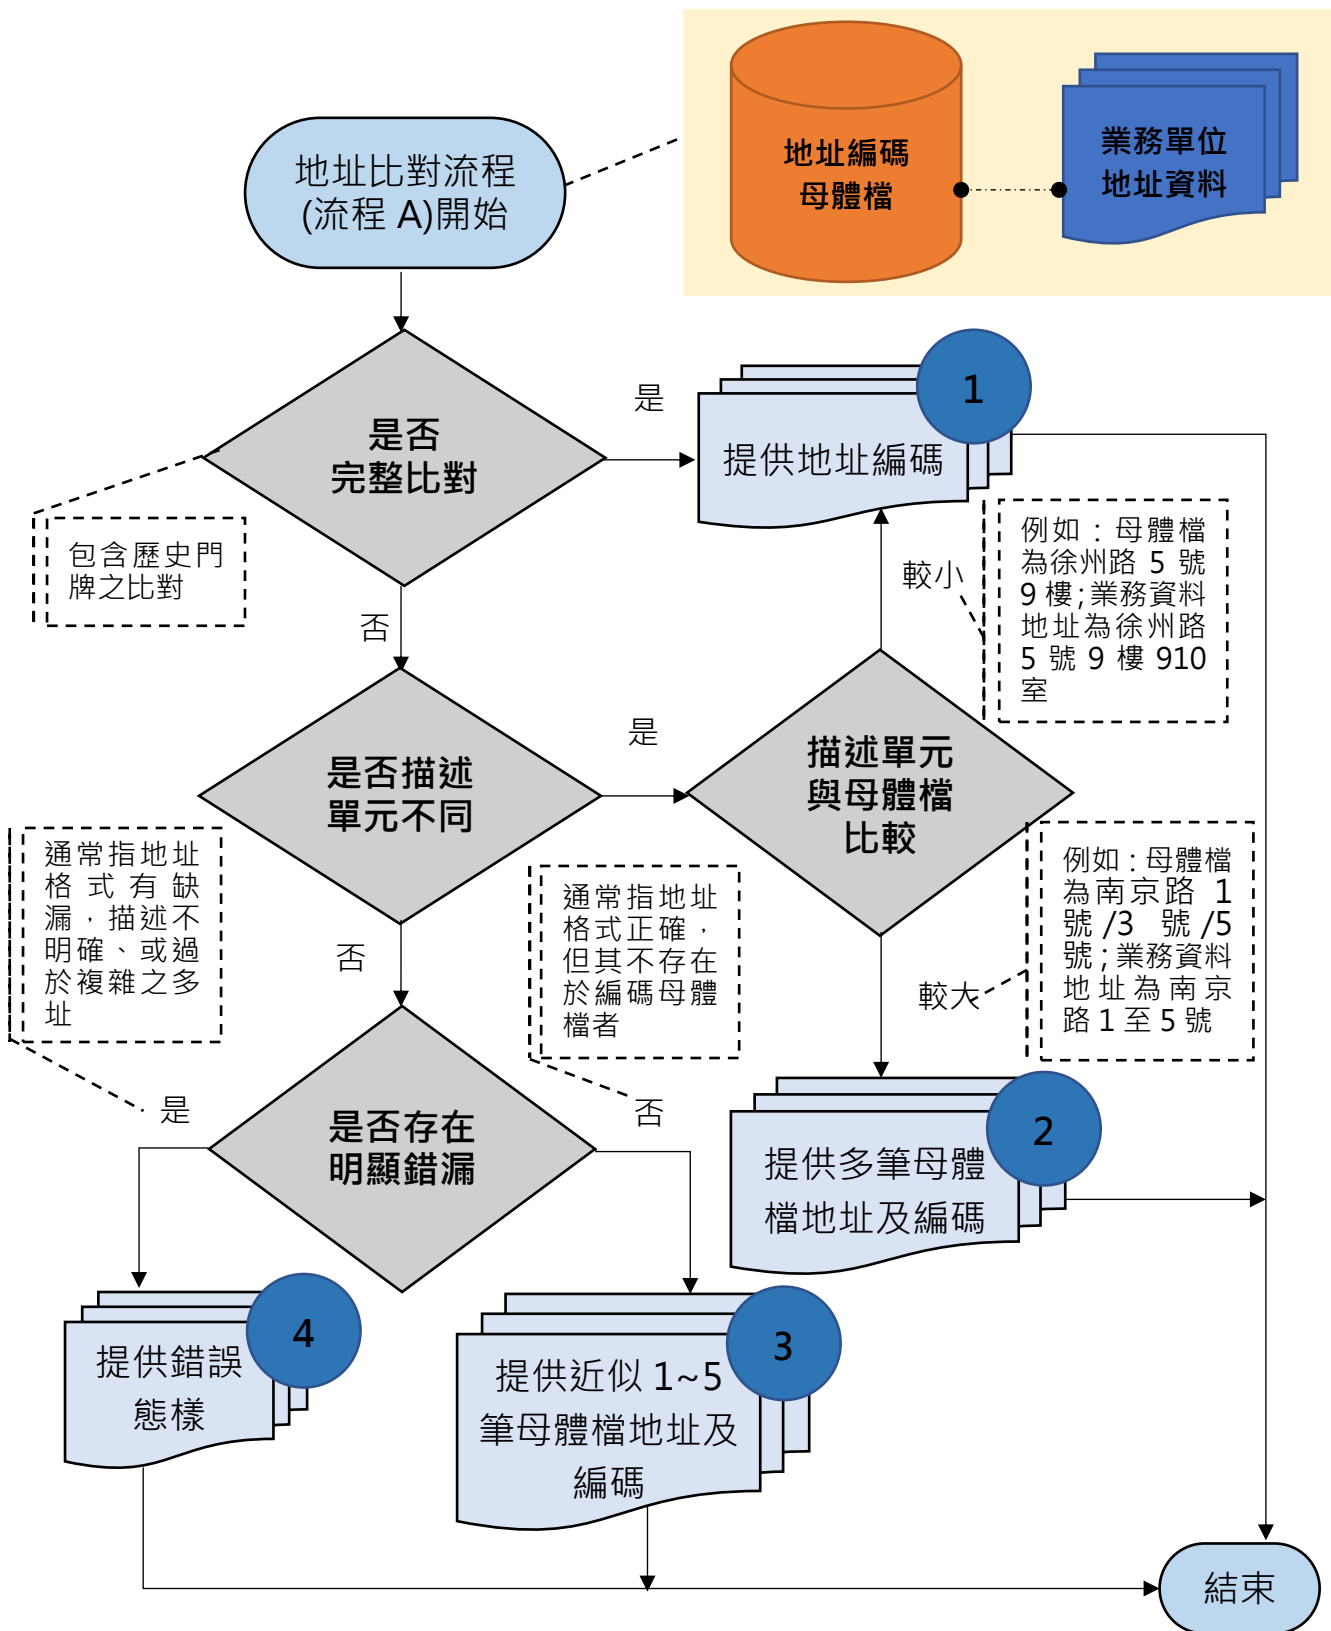 地址編碼
母體檔
業務單位
地址資料
地址比對流程
(流程 A)開始
是否
完整比對
是
1
提供地址編碼
包含歷史門
牌之比對
否
較小
例如：母體檔
為徐州路 5 號
9 樓；業務資料
地址為徐州路
5 號 9 樓 910
室
是否描述
單元不同
是
描述單元
與母體檔
比較
通常指地址
格式有缺
漏，描述不
明確、或過
於複雜之多
址
否
通常指地址
格式正確，
但其不存在
於編碼母體
檔者
較大
例如：母體檔
為南京路 1
號/3 號/5
號；業務資料
地址為南京
路 1 至 5 號
是
是否存在
明顯錯漏
否
2
提供多筆母體
檔地址及編碼
4
提供錯誤
態樣
3
提供近似 1~5
筆母體檔地址及
編碼
結束